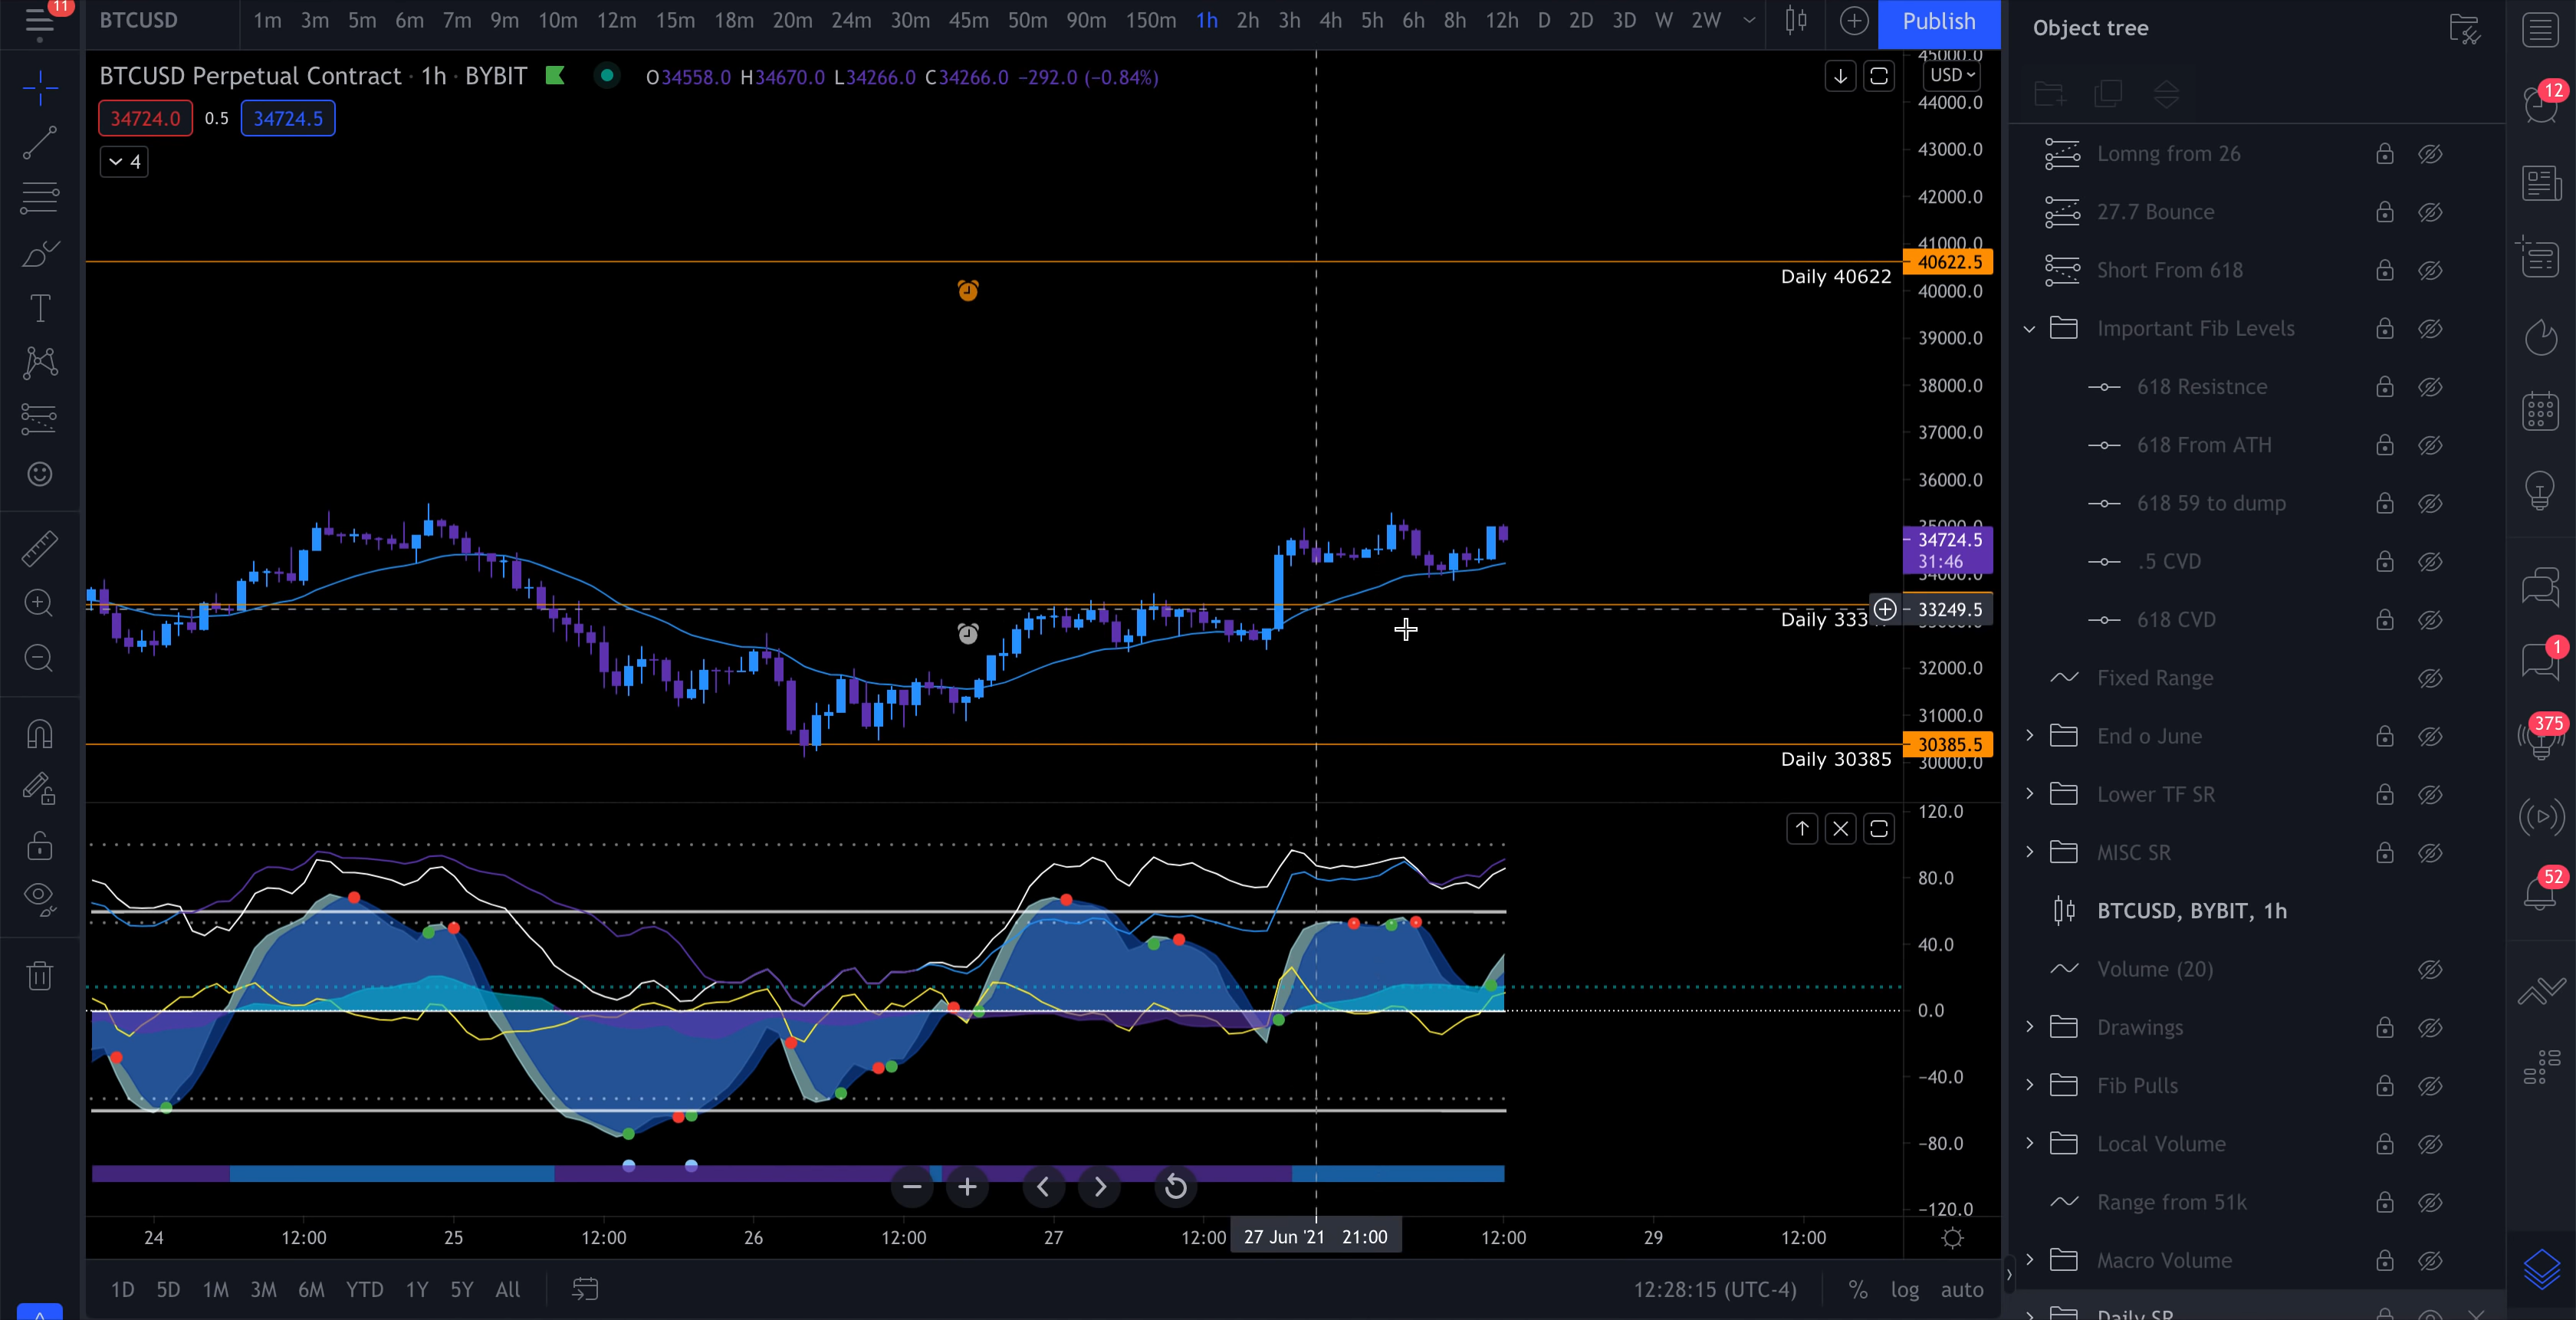 11
BTCUSD
1m 3m 5m 6m 7m 9m 10m 12m 15m 18m 20m 24m 30m 45m 50m 90m 150m 1h 2h 3h 4h 5h 6h 8h 12h D 2D 3D W 2W
Publish
Object tree
BTCUSD Perpetual Contract · 1h · BYBIT
O34558.0 H34670.0 L34266.0 C34266.0 −292.0 (−0.84%)
34724.0 0.5 34724.5
4
USD
45000.0
44000.0
43000.0
42000.0
41000.0
40622.5
Daily 40622
40000.0
39000.0
38000.0
37000.0
36000.0
35000.0
34724.5
31:46
34000.0
33249.5
Daily
32000.0
31000.0
30385.5
Daily 30385
30000.0
120.0
80.0
40.0
0.0
−40.0
−80.0
−120.0
24 12:00 25 12:00 26 12:00 27 12:00 27 Jun '21 21:00 12:00 29 12:00
1D 5D 1M 3M 6M YTD 1Y 5Y All
12:28:15 (UTC-4) % log auto
Lomng from 26
27.7 Bounce
Short From 618
Important Fib Levels
618 Resistnce
618 From ATH
618 59 to dump
.5 CVD
618 CVD
Fixed Range
End o June
Lower TF SR
MISC SR
BTCUSD, BYBIT, 1h
Volume (20)
Drawings
Fib Pulls
Local Volume
Range from 51k
Macro Volume
Daily SR
12
1
375
52